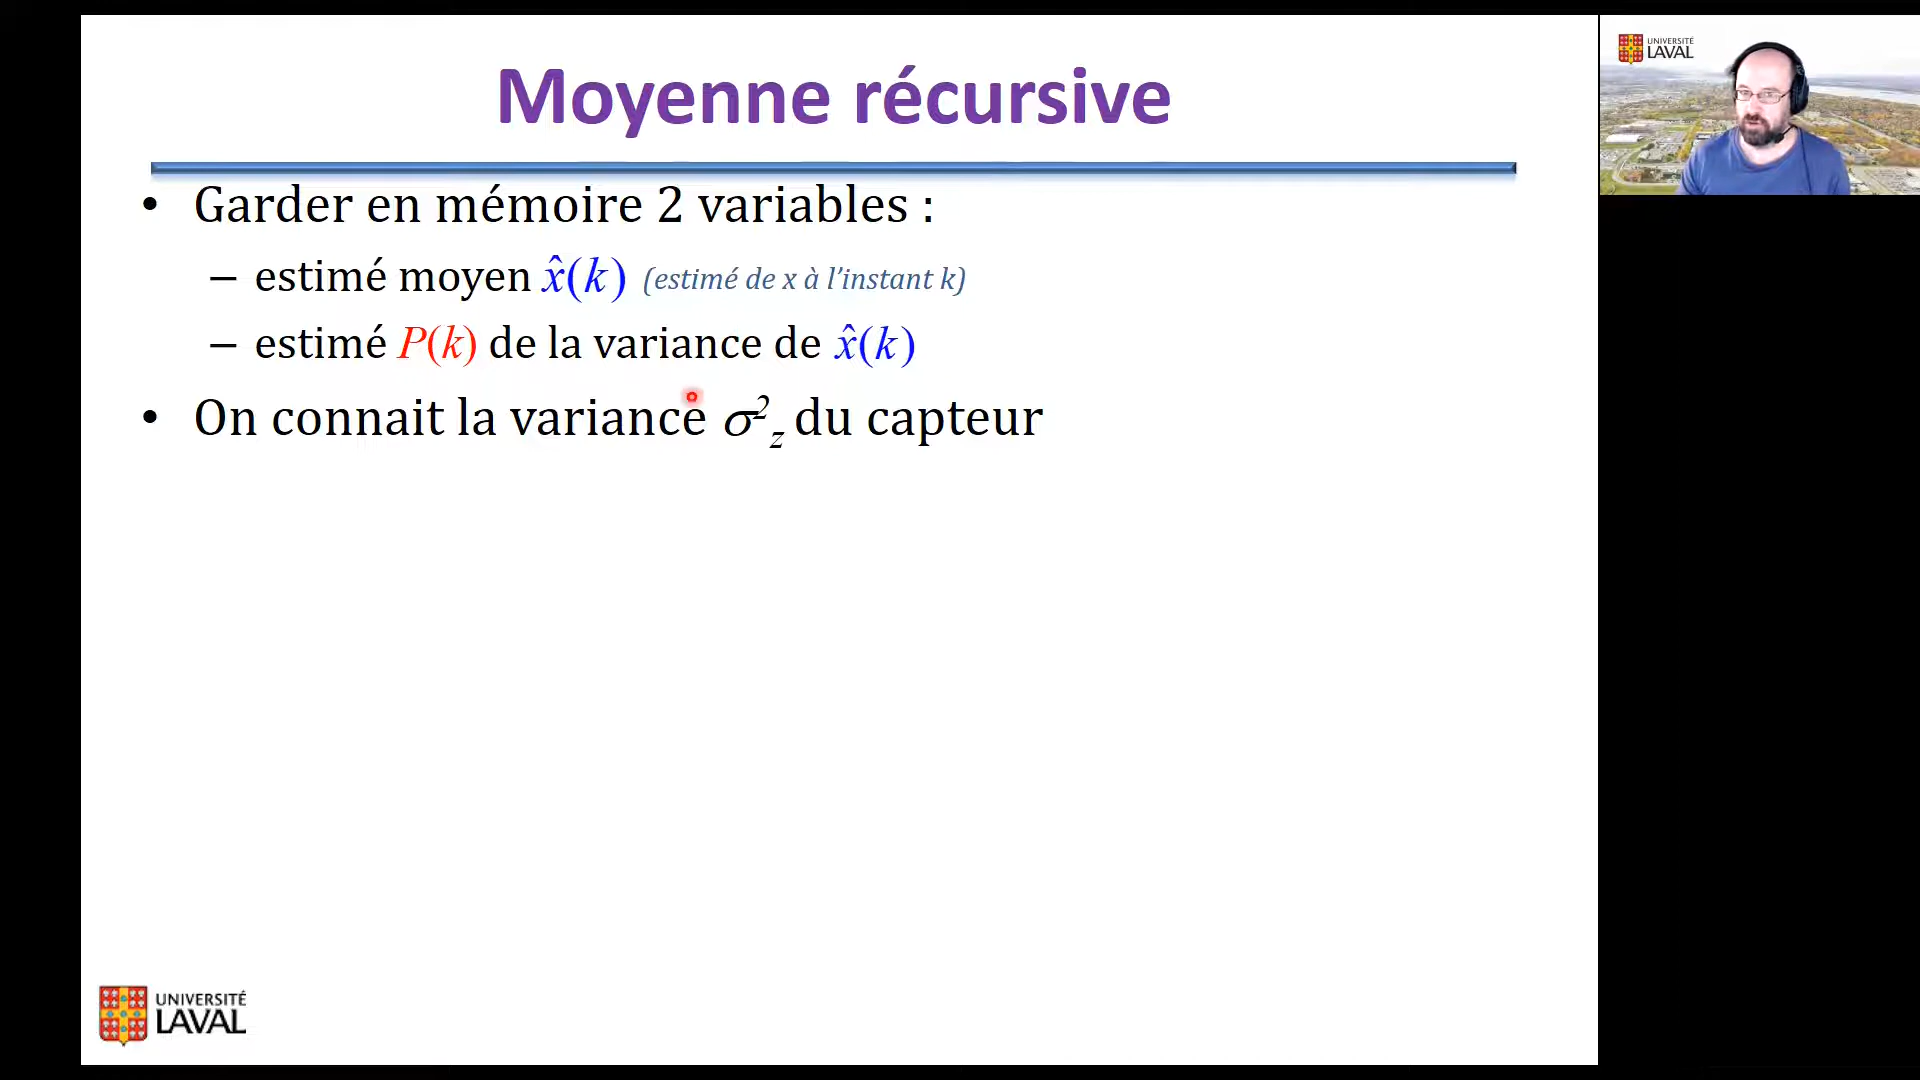 Moyenne récursive
• Garder en mémoire 2 variables :
– estimé moyen x̂(k) (estimé de x à l'instant k)
– estimé P(k) de la variance de x̂(k)
• On connait la variance σ²z du capteur
UNIVERSITÉ
LAVAL
UNIVERSITÉ
LAVAL